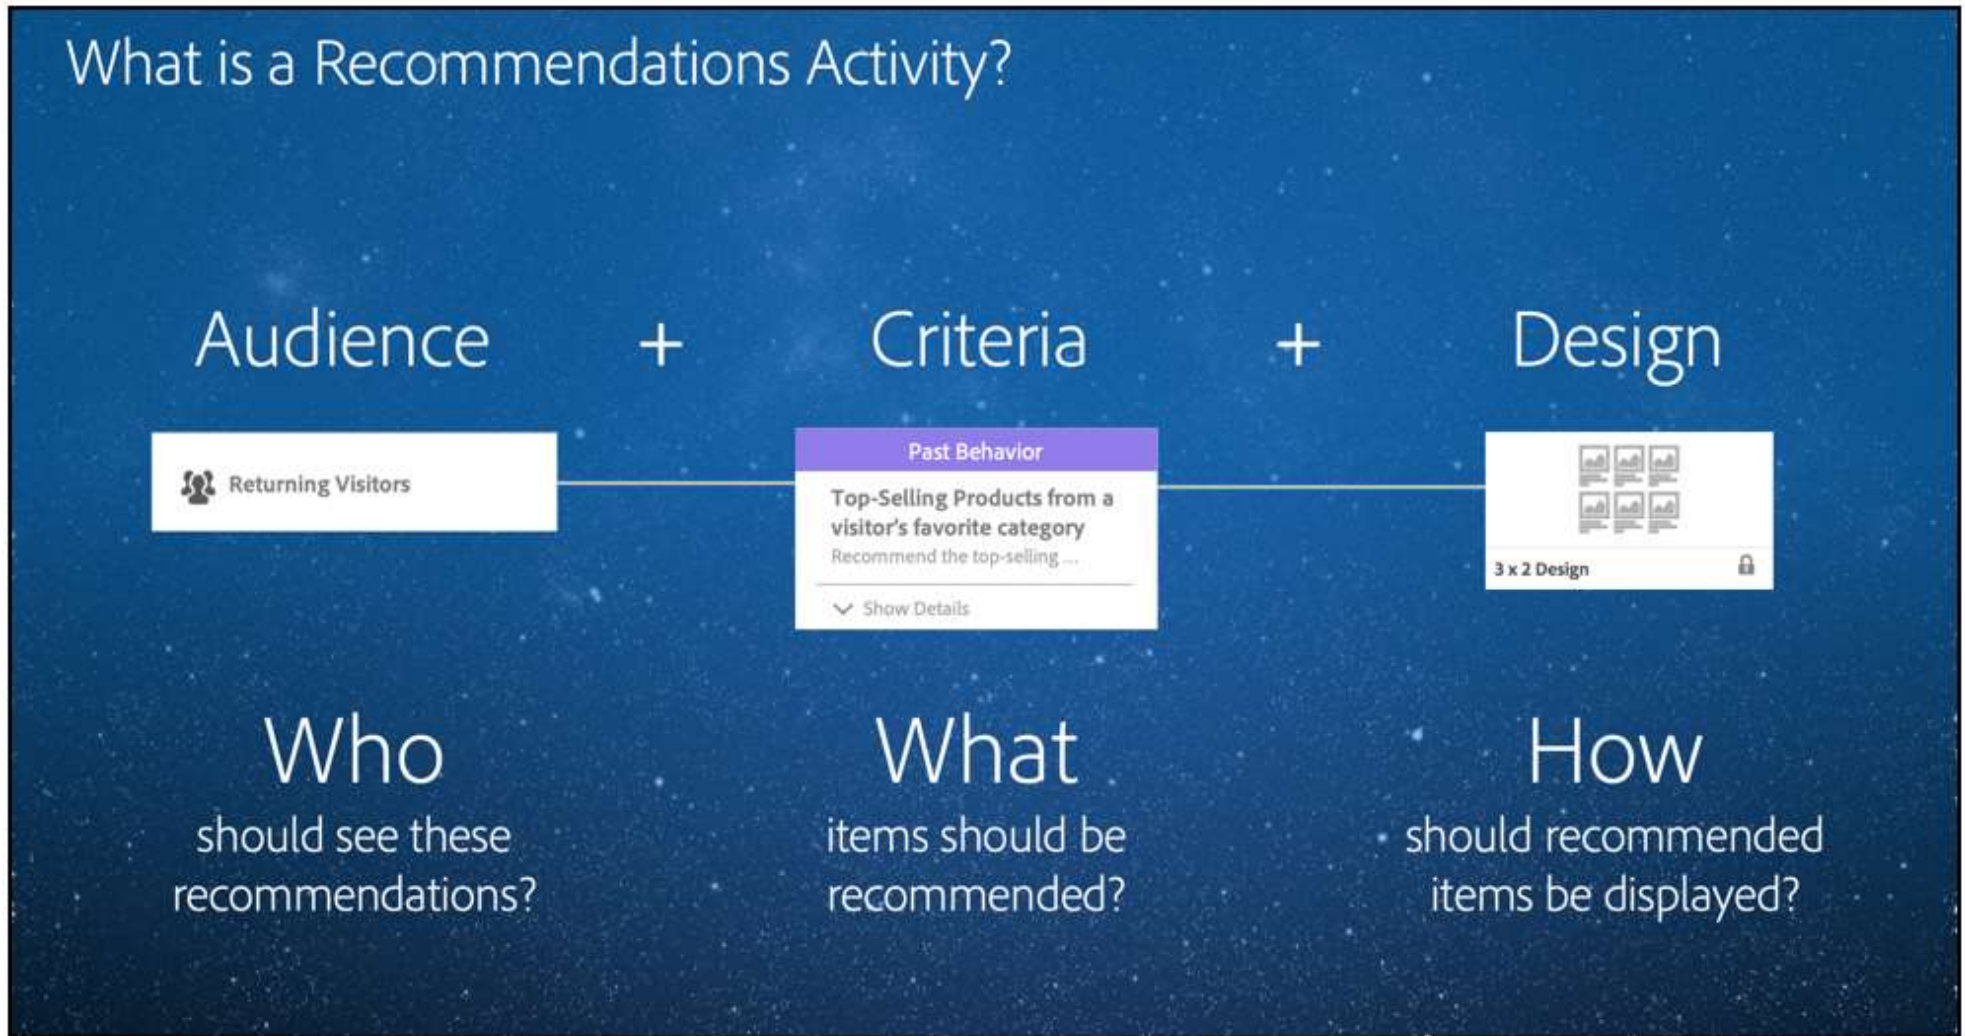 What is a Recommendations Activity?
Audience + Criteria + Design
Returning Visitors
Past Behavior
Top-Selling Products from a
visitor's favorite category
Recommend the top-selling ...
Show Details
3 x 2 Design
Who
should see these
recommendations?
What
items should be
recommended?
How
should recommended
items be displayed?